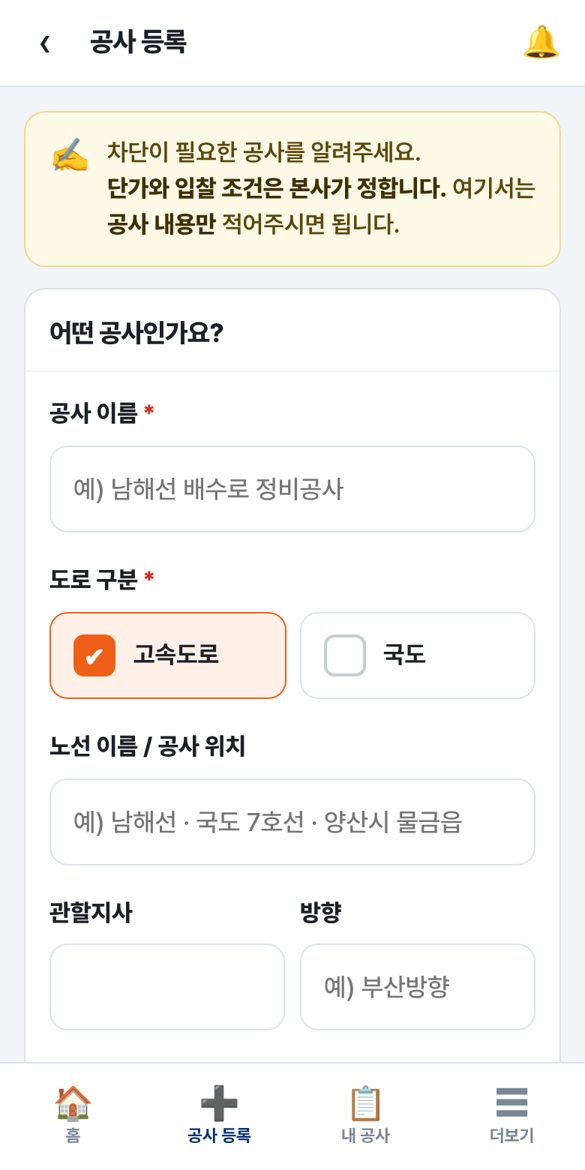 공사 등록
차단이 필요한 공사를 알려주세요.
단가와 입찰 조건은 본사가 정합니다. 여기서는
공사 내용만 적어주시면 됩니다.
어떤 공사인가요?
공사 이름 *
예) 남해선 배수로 정비공사
도로 구분 *
고속도로
국도
노선 이름 / 공사 위치
예) 남해선 · 국도 7호선 · 양산시 물금읍
관할지사
방향
예) 부산방향
홈
공사 등록
내 공사
더보기